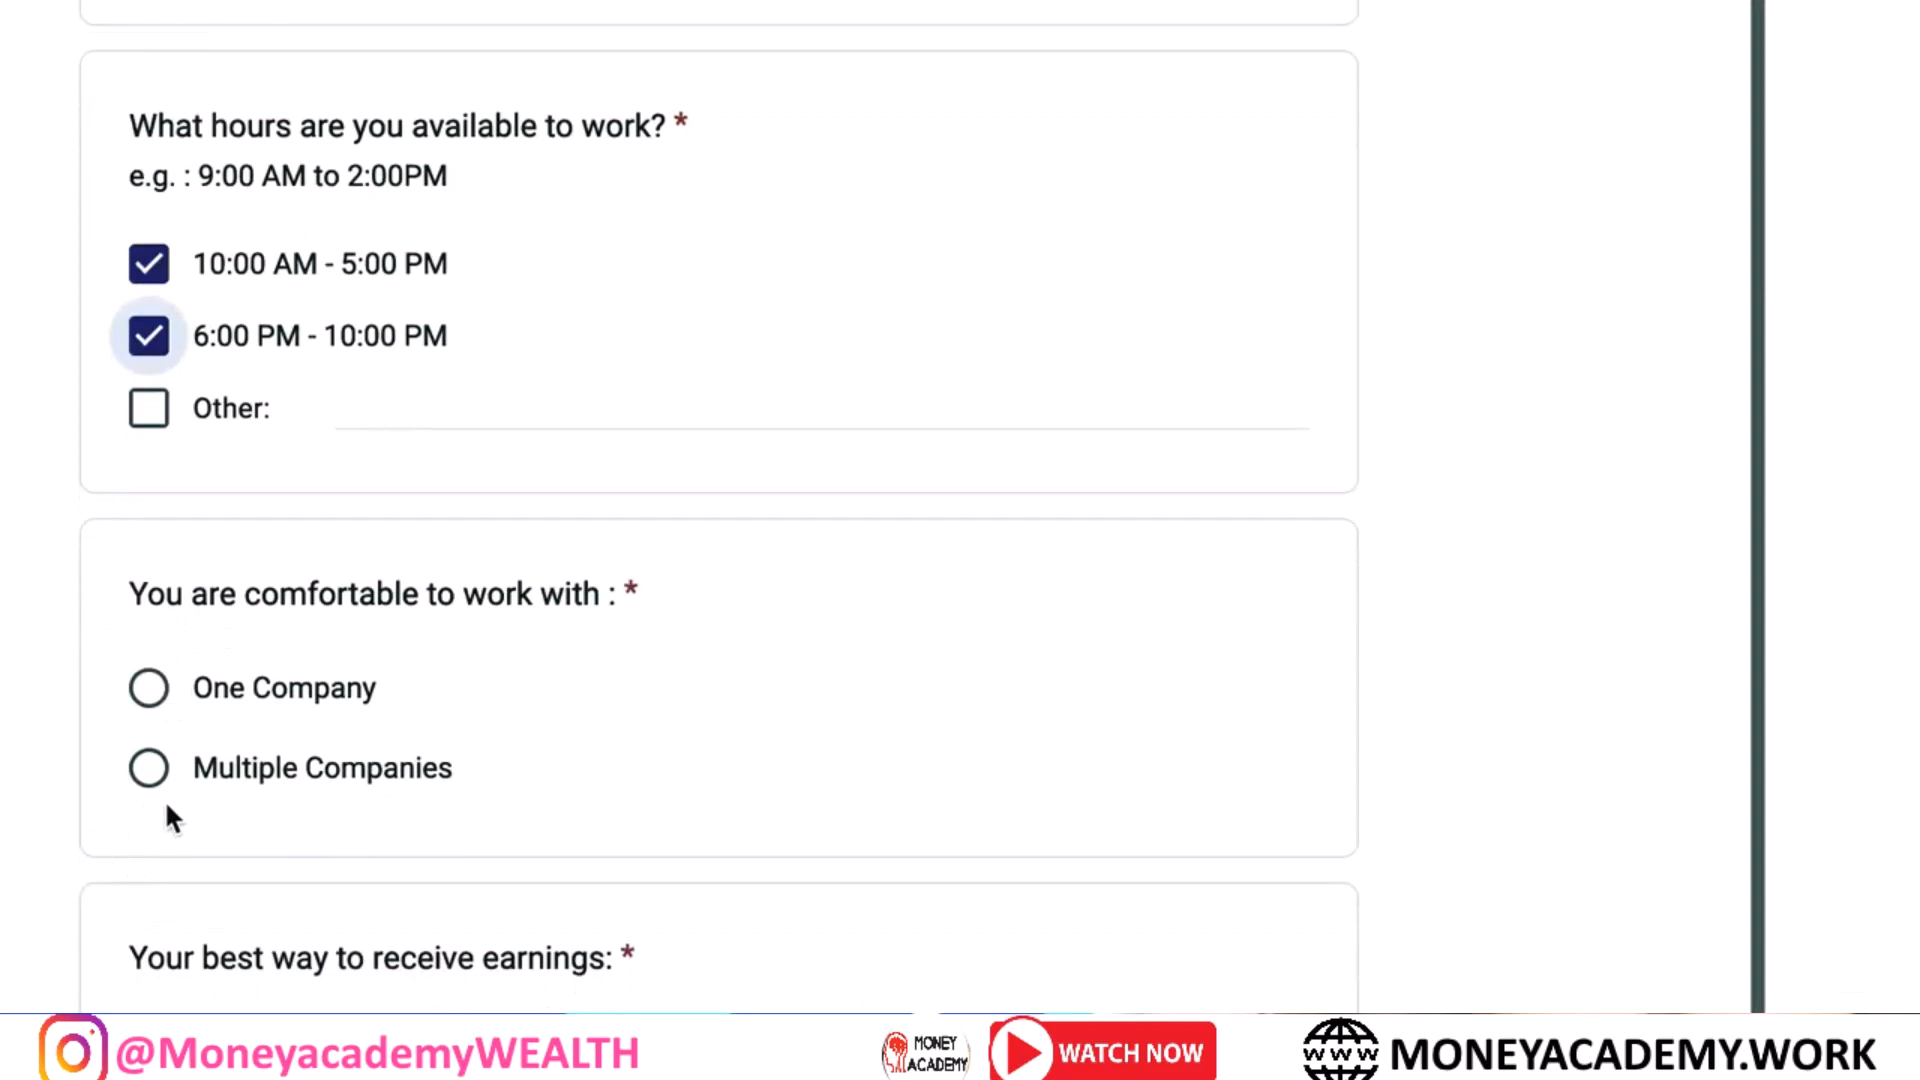 What hours are you available to work? *
e.g. : 9:00 AM to 2:00PM
10:00 AM - 5:00 PM
6:00 PM - 10:00 PM
Other:
You are comfortable to work with : *
One Company
Multiple Companies
Your best way to receive earnings: *
@MoneyacademyWEALTH
MONEY
ACADEMY
WATCH NOW
WWW
MONEYACADEMY.WORK